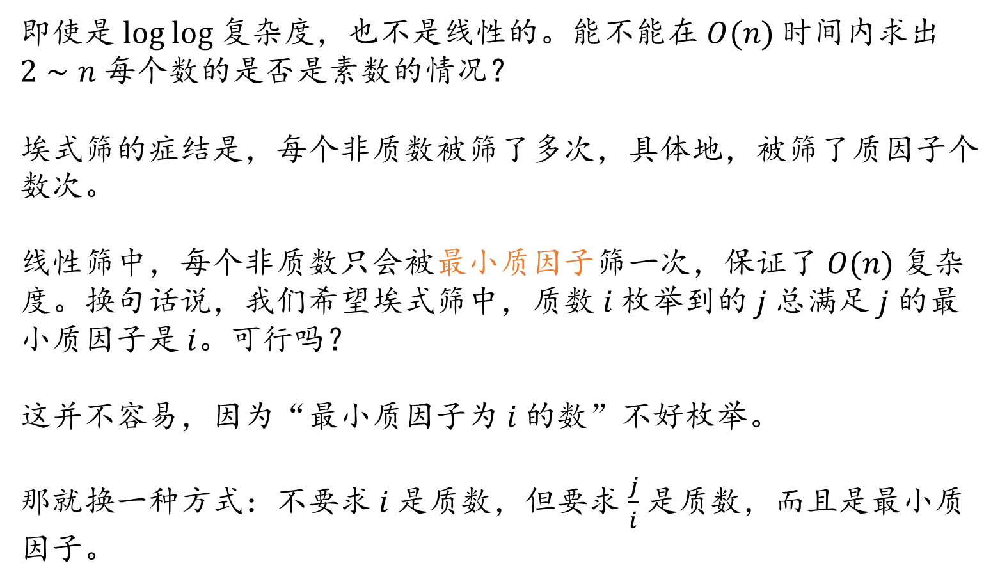 即使是 log log 复杂度，也不是线性的。能不能在 O(n) 时间内求出
2 ~ n 每个数的是否是素数的情况？
埃式筛的症结是，每个非质数被筛了多次，具体地，被筛了质因子个
数次。
线性筛中，每个非质数只会被最小质因子筛一次，保证了 O(n) 复杂
度。换句话说，我们希望埃式筛中，质数 i 枚举到的 j 总满足 j 的最
小质因子是 i。可行吗？
这并不容易，因为“最小质因子为 i 的数”不好枚举。
那就换一种方式：不要求 i 是质数，但要求 j/i 是质数，而且是最小质
因子。